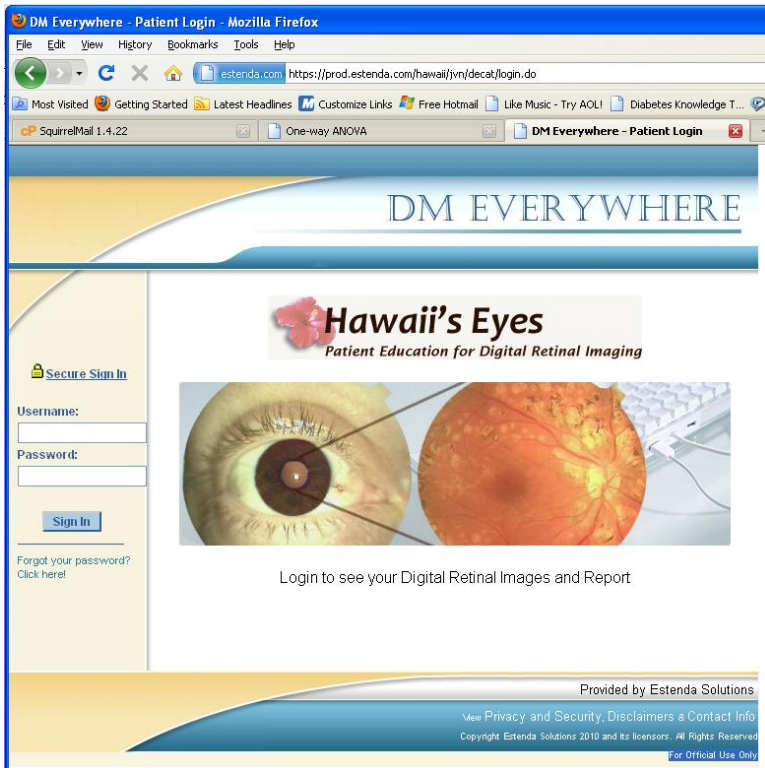 DM Everywhere - Patient Login - Mozilla Firefox
File Edit View History Bookmarks Tools Help
estenda.com https://prod.estenda.com/hawaii/jvn/decat/login.do
Most Visited Getting Started Latest Headlines Customize Links Free Hotmail Like Music - Try AOL! Diabetes Knowledge T...
cP SquirrelMail 1.4.22 One-way ANOVA DM Everywhere - Patient Login
DM EVERYWHERE
Hawaii's Eyes
Patient Education for Digital Retinal Imaging
Secure Sign In
Username:
Password:
Sign In
Forgot your password?
Click here!
Login to see your Digital Retinal Images and Report
Provided by Estenda Solutions
View Privacy and Security, Disclaimers & Contact Info
Copyright Estenda Solutions 2010 and its licensors. All Rights Reserved
For Official Use Only